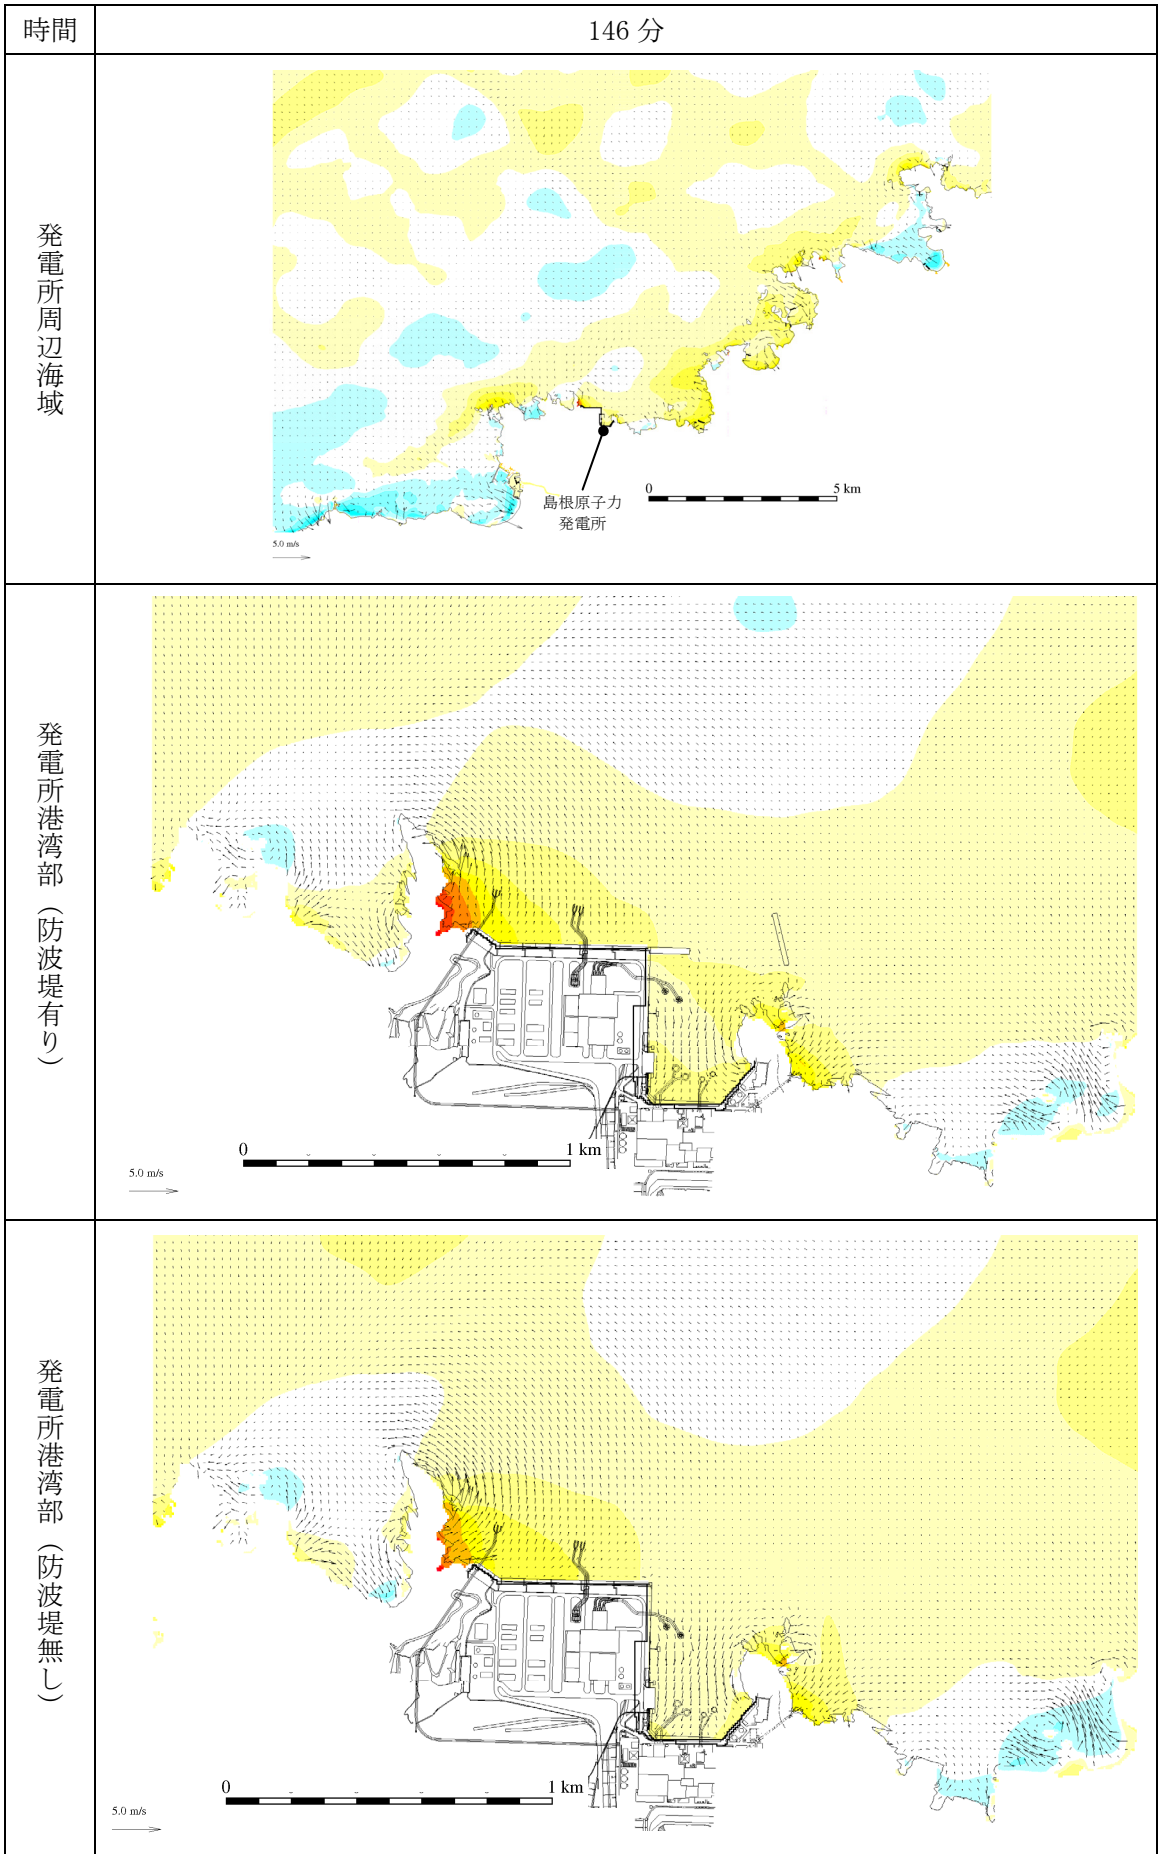 時間
146 分
発電所周辺海域
島根原子力
発電所
0
5 km
5.0 m/s
発電所港湾部（防波堤有り）
0
1 km
5.0 m/s
発電所港湾部（防波堤無し）
0
1 km
5.0 m/s